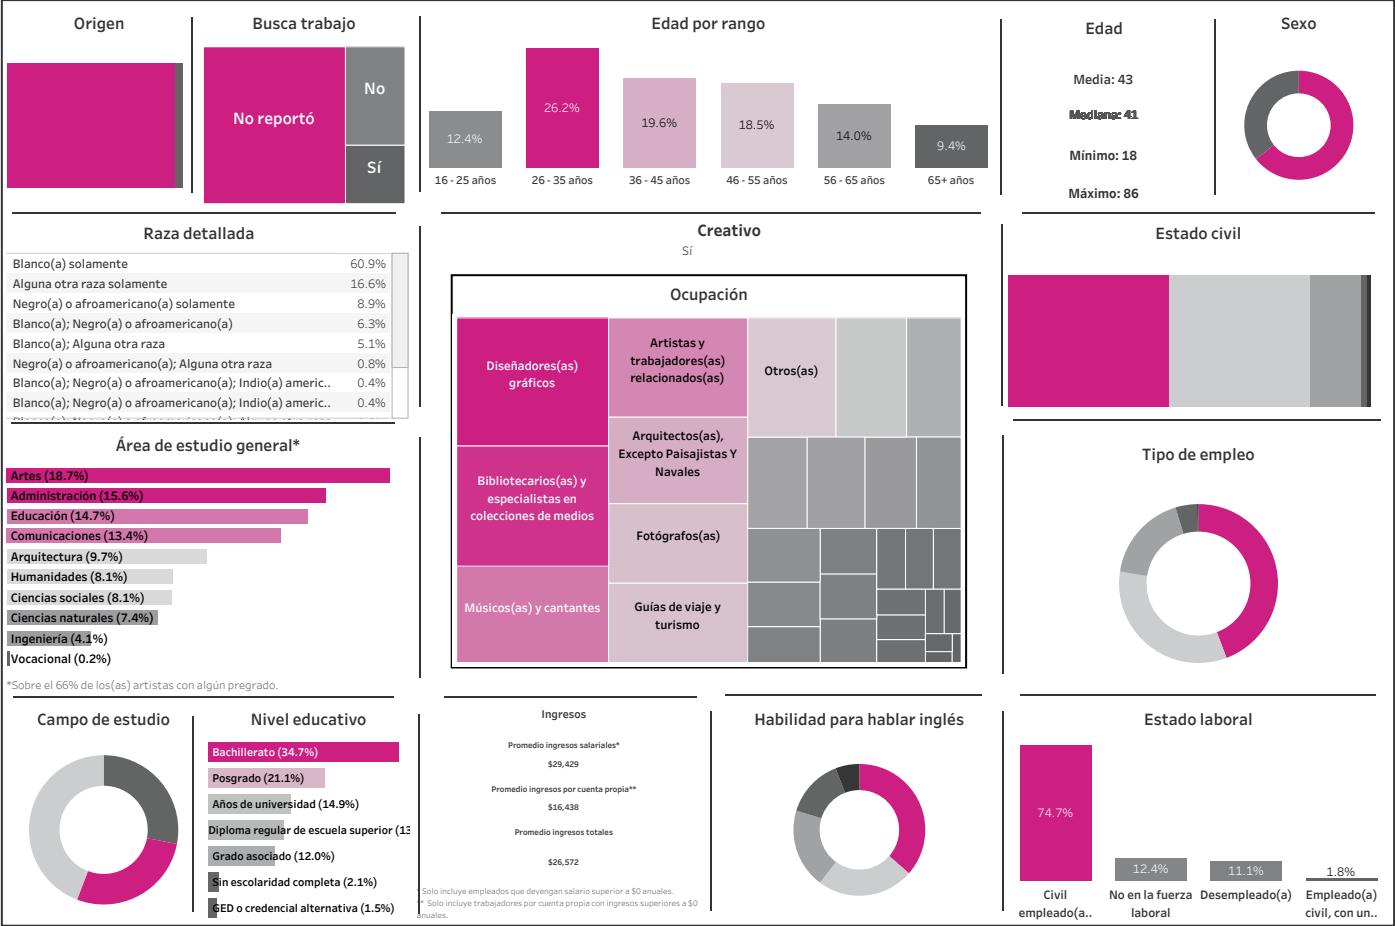 Origen
Busca trabajo
No reportó
No
Sí
Edad por rango
12.4%
26.2%
19.6%
18.5%
14.0%
9.4%
16 - 25 años
26 - 35 años
36 - 45 años
46 - 55 años
56 - 65 años
65+ años
Edad
Media: 43
Mediana: 41
Mínimo: 18
Máximo: 86
Sexo
Raza detallada
Blanco(a) solamente 60.9%
Alguna otra raza solamente 16.6%
Negro(a) o afroamericano(a) solamente 8.9%
Blanco(a); Negro(a) o afroamericano(a) 6.3%
Blanco(a); Alguna otra raza 5.1%
Negro(a) o afroamericano(a); Alguna otra raza 0.8%
Blanco(a); Negro(a) o afroamericano(a); Indio(a) americ.. 0.4%
Blanco(a); Negro(a) o afroamericano(a); Indio(a) americ.. 0.4%
Creativo
Sí
Ocupación
Diseñadores(as)
gráficos
Bibliotecarios(as) y
especialistas en
colecciones de medios
Músicos(as) y cantantes
Artistas y
trabajadores(as)
relacionados(as)
Arquitectos(as),
Excepto Paisajistas Y
Navales
Fotógrafos(as)
Guías de viaje y
turismo
Otros(as)
Estado civil
Área de estudio general*
Artes (18.7%)
Administración (15.6%)
Educación (14.7%)
Comunicaciones (13.4%)
Arquitectura (9.7%)
Humanidades (8.1%)
Ciencias sociales (8.1%)
Ciencias naturales (7.4%)
Ingeniería (4.1%)
Vocacional (0.2%)
*Sobre el 66% de los(as) artistas con algún pregrado.
Tipo de empleo
Campo de estudio
Nivel educativo
Bachillerato (34.7%)
Posgrado (21.1%)
Años de universidad (14.9%)
Diploma regular de escuela superior (13
Grado asociado (12.0%)
Sin escolaridad completa (2.1%)
GED o credencial alternativa (1.5%)
Ingresos
Promedio ingresos salariales*
$29,429
Promedio ingresos por cuenta propia**
$16,438
Promedio ingresos totales
$26,572
* Solo incluye empleados que devengan salario superior a $0 anuales.
** Solo incluye trabajadores por cuenta propia con ingresos superiores a $0
anuales.
Habilidad para hablar inglés
Estado laboral
74.7%
12.4%
11.1%
1.8%
Civil
empleado(a..
No en la fuerza
laboral
Desempleado(a)
Empleado(a)
civil, con un..